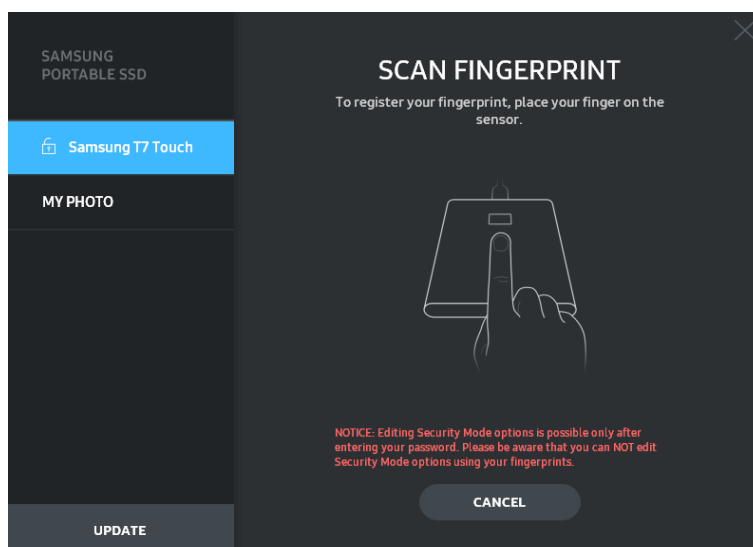 SAMSUNG
PORTABLE SSD
Samsung T7 Touch
MY PHOTO
UPDATE
SCAN FINGERPRINT
To register your fingerprint, place your finger on the
sensor.
NOTICE: Editing Security Mode options is possible only after
entering your password. Please be aware that you can NOT edit
Security Mode options using your fingerprints.
CANCEL